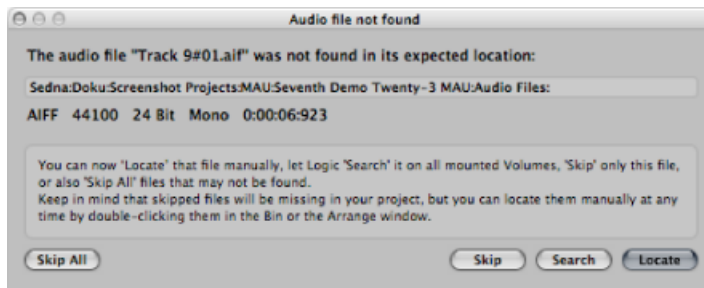 Audio file not found
The audio file "Track 9#01.aif" was not found in its expected location:
Sedna:Doku:Screenshot Projects:MAU:Seventh Demo Twenty-3 MAU:Audio Files:
AIFF 44100 24 Bit Mono 0:00:06:923
You can now 'Locate' that file manually, let Logic 'Search' it on all mounted Volumes, 'Skip' only this file,
or also 'Skip All' files that may not be found.
Keep in mind that skipped files will be missing in your project, but you can locate them manually at any
time by double-clicking them in the Bin or the Arrange window.
Skip All Skip Search Locate